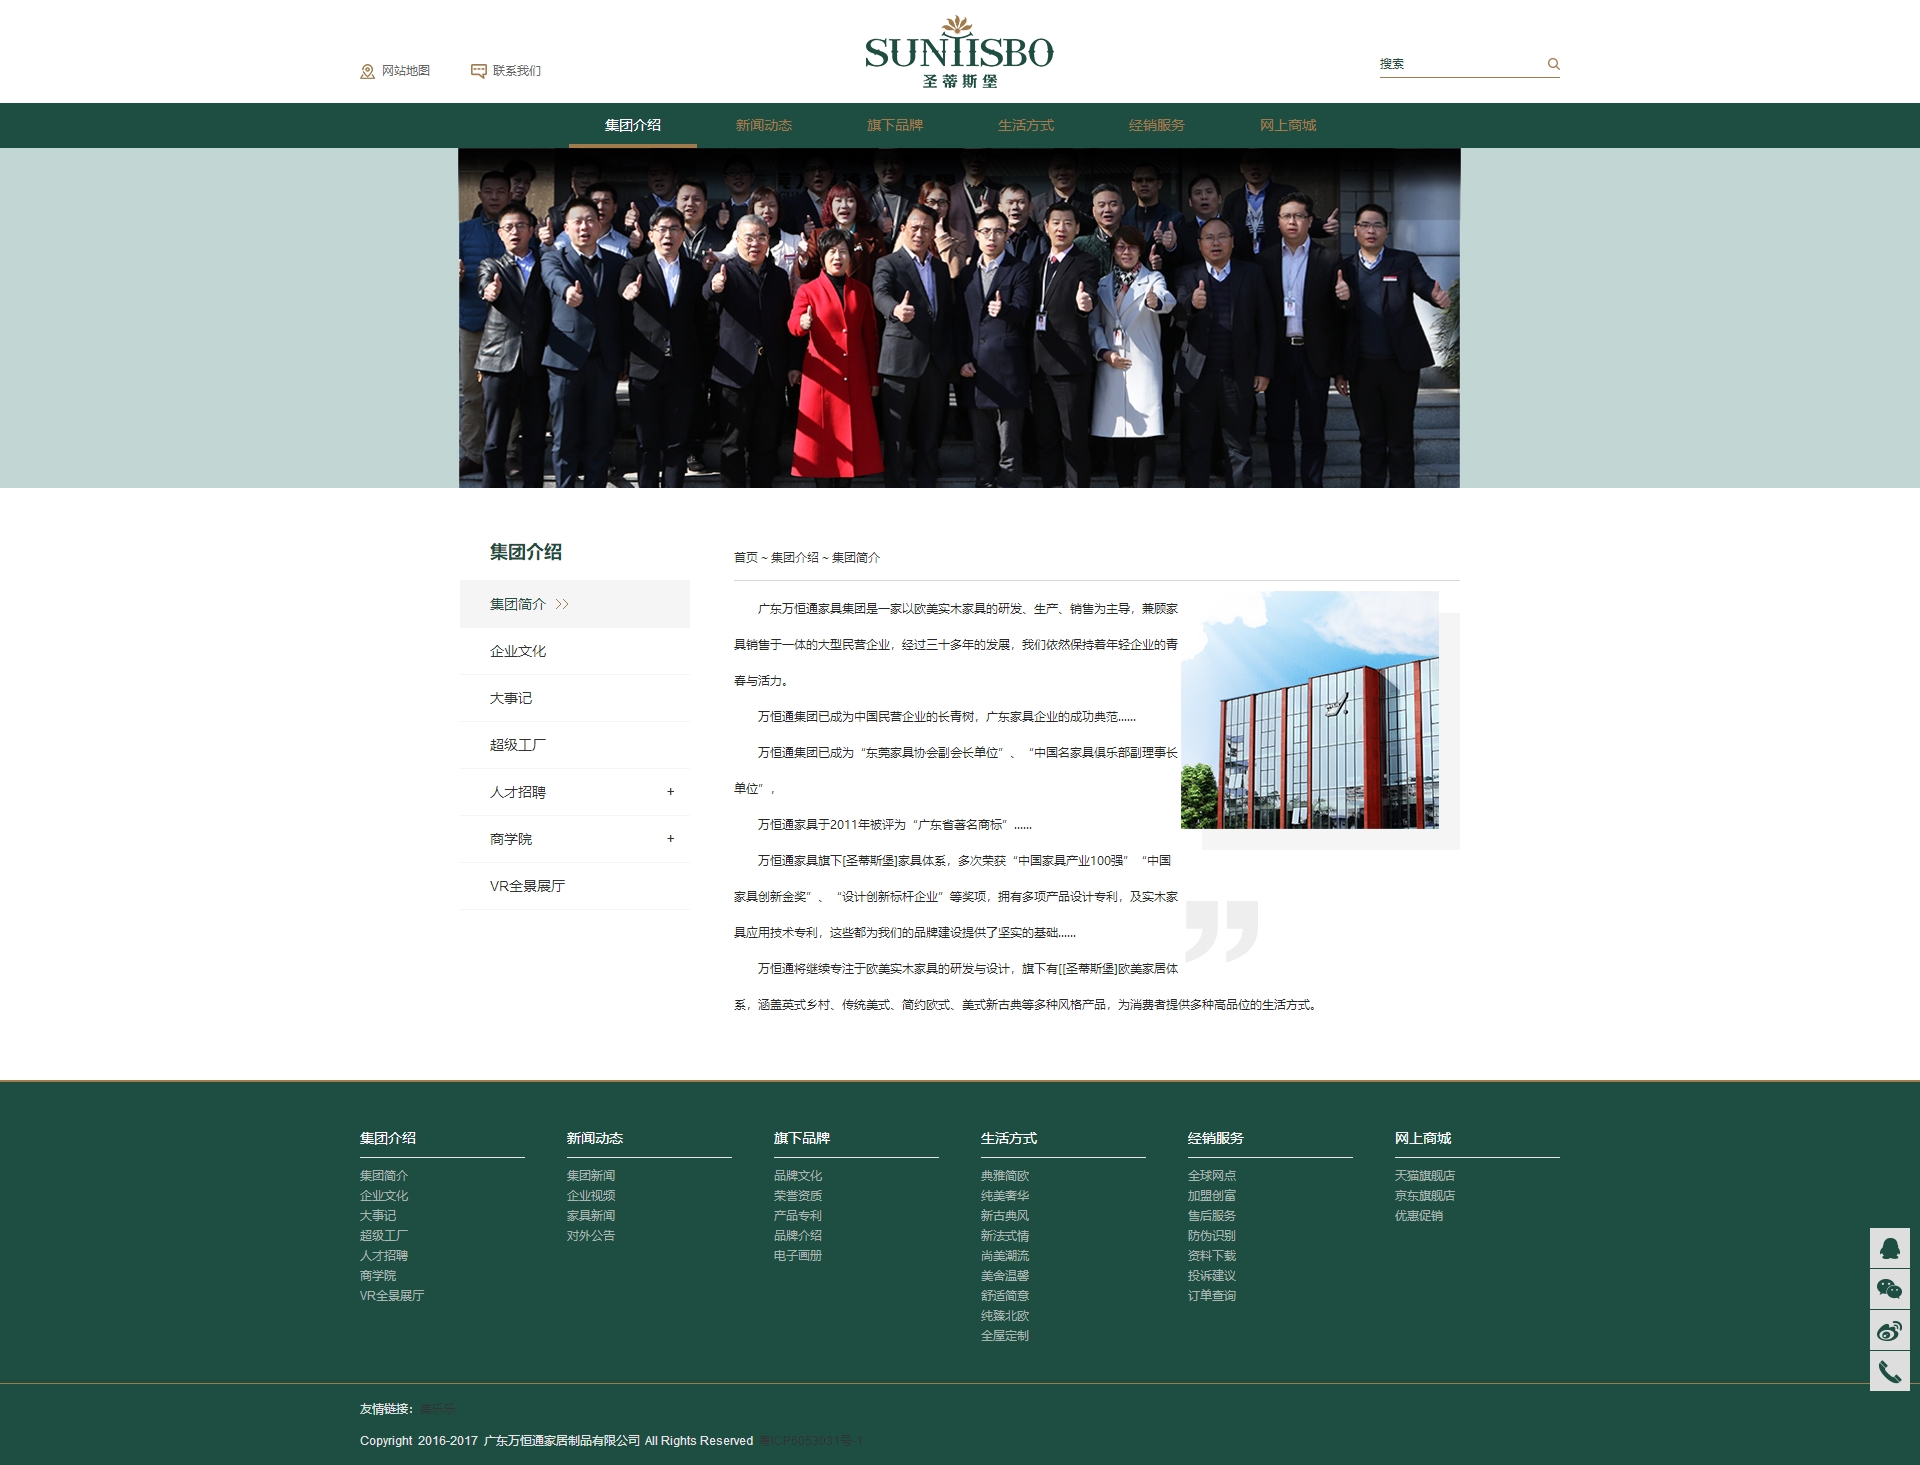 网站地图
联系我们
SUNTISBO
圣蒂斯堡
搜索
集团介绍
新闻动态
旗下品牌
生活方式
经销服务
网上商城
集团介绍
集团简介
企业文化
大事记
超级工厂
人才招聘 +
商学院 +
VR全景展厅
首页 ~ 集团介绍 ~ 集团简介
广东万恒通家具集团是一家以欧美实木家具的研发、生产、销售为主导，兼顾家
具销售于一体的大型民营企业，经过三十多年的发展，我们依然保持着年轻企业的青
春与活力。
万恒通集团已成为中国民营企业的长青树，广东家具企业的成功典范......
万恒通集团已成为“东莞家具协会副会长单位”、“中国名家具俱乐部副理事长
单位”，
万恒通家具于2011年被评为“广东省著名商标”......
万恒通家具旗下[圣蒂斯堡]家具体系，多次荣获“中国家具产业100强”“中国
家具创新金奖”、“设计创新标杆企业”等奖项，拥有多项产品设计专利，及实木家
具应用技术专利，这些都为我们的品牌建设提供了坚实的基础......
万恒通将继续专注于欧美实木家具的研发与设计，旗下有[[圣蒂斯堡]欧美家居体
系，涵盖英式乡村、传统美式、简约欧式、美式新古典等多种风格产品，为消费者提供多种高品位的生活方式。
集团介绍
集团简介
企业文化
大事记
超级工厂
人才招聘
商学院
VR全景展厅
新闻动态
集团新闻
企业视频
家具新闻
对外公告
旗下品牌
品牌文化
荣誉资质
产品专利
品牌介绍
电子画册
生活方式
典雅简欧
纯美奢华
新古典风
新法式情
尚美潮流
美舍温馨
舒适简意
纯臻北欧
全屋定制
经销服务
全球网点
加盟创富
售后服务
防伪识别
资料下载
投诉建议
订单查询
网上商城
天猫旗舰店
京东旗舰店
优惠促销
友情链接：
Copyright 2016-2017 广东万恒通家居制品有限公司 All Rights Reserved